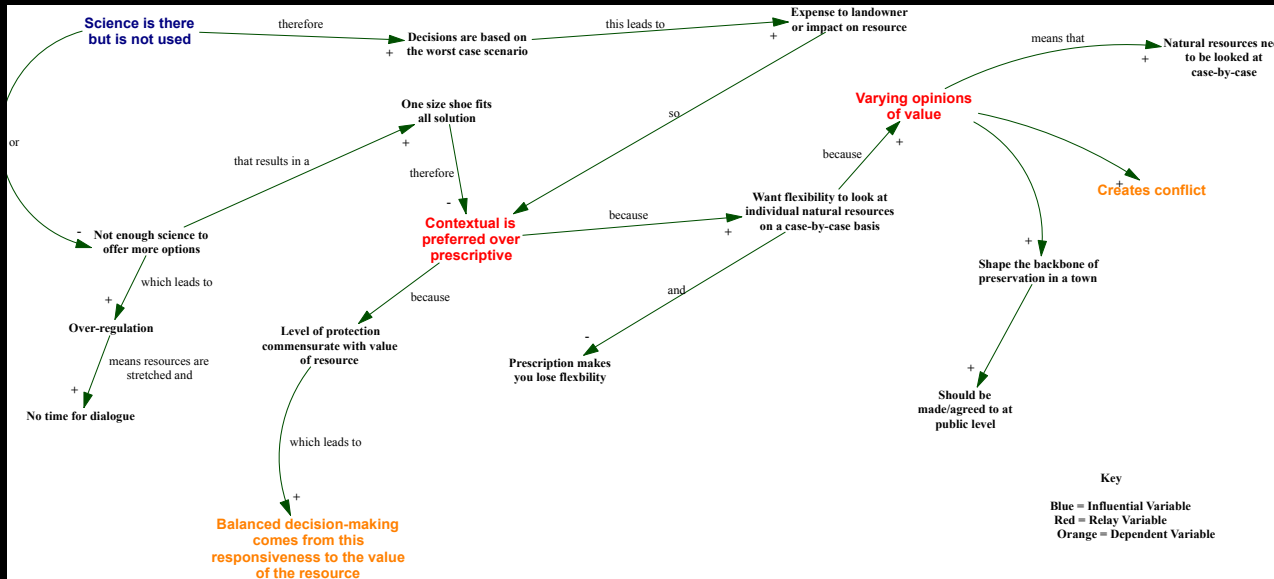 Science is there
but is not used
therefore
Decisions are based on
the worst case scenario
+
this leads to
Expense to landowner
or impact on resource
+
means that
Natural resources nee
to be looked at
case-by-case
+
One size shoe fits
all solution
+
Varying opinions
of value
+
so
or
that results in a
therefore
because
Want flexibility to look at
individual natural resources
on a case-by-case basis
+
Creates conflict
+
-
Contextual is
preferred over
prescriptive
because
-
Not enough science to
offer more options
+
Shape the backbone of
preservation in a town
which leads to
because
and
+
Over-regulation
Level of protection
commensurate with value
of resource
-
Prescription makes
you lose flexbility
means resources are
stretched and
+
No time for dialogue
+
Should be
made/agreed to at
public level
which leads to
+
Balanced decision-making
comes from this
responsiveness to the value
of the resource
Key
Blue = Influential Variable
Red = Relay Variable
Orange = Dependent Variable